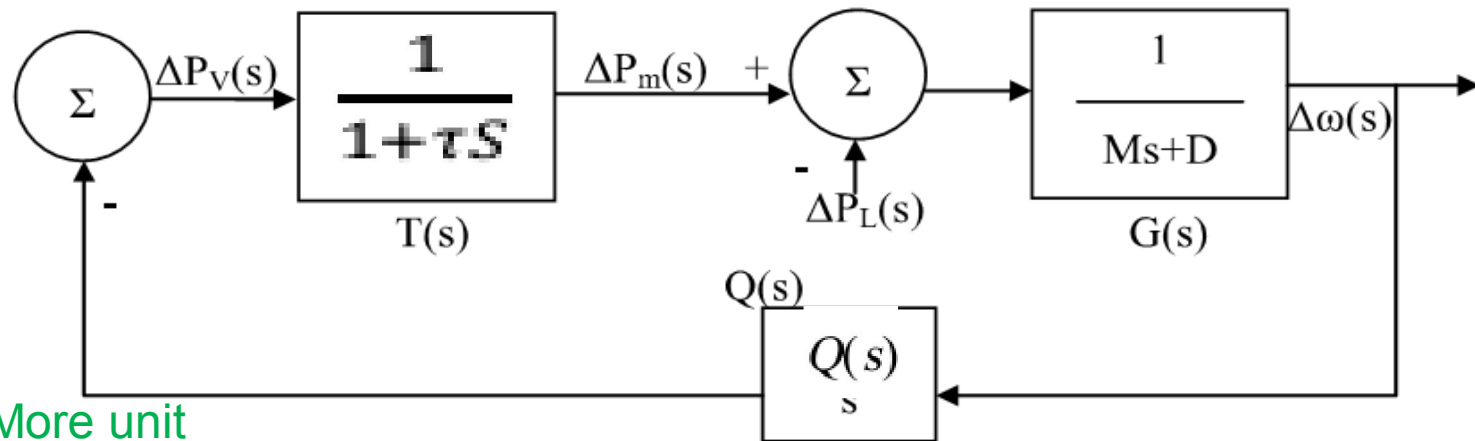 Σ
ΔP_V(s)
1
1+τS
T(s)
ΔP_m(s)
+
Σ
-
ΔP_L(s)
1
Ms+D
G(s)
Δω(s)
-
Q(s)
Q(s)
s
More unit